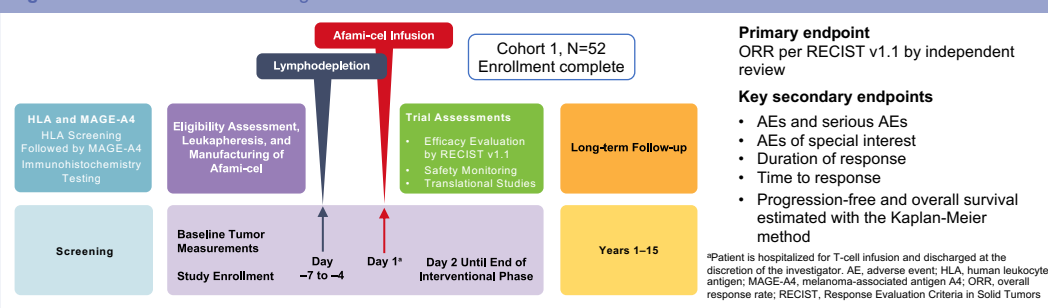 Afami-cel Infusion
Lymphodepletion
Cohort 1, N=52
Enrollment complete
HLA and MAGE-A4
HLA Screening
Followed by MAGE-A4
Immunohistochemistry
Testing
Eligibility Assessment,
Leukapheresis, and
Manufacturing of
Afami-cel
Trial Assessments
• Efficacy Evaluation
by RECIST v1.1
• Safety Monitoring
• Translational Studies
Long-term Follow-up
Screening
Baseline Tumor
Measurements
Study Enrollment
Day
–7 to –4
Day 1ᵃ
Day 2 Until End of
Interventional Phase
Years 1–15
Primary endpoint
ORR per RECIST v1.1 by independent
review
Key secondary endpoints
• AEs and serious AEs
• AEs of special interest
• Duration of response
• Time to response
• Progression-free and overall survival
estimated with the Kaplan-Meier
method
ᵃPatient is hospitalized for T-cell infusion and discharged at the
discretion of the investigator. AE, adverse event; HLA, human leukocyte
antigen; MAGE-A4, melanoma-associated antigen A4; ORR, overall
response rate; RECIST, Response Evaluation Criteria in Solid Tumors